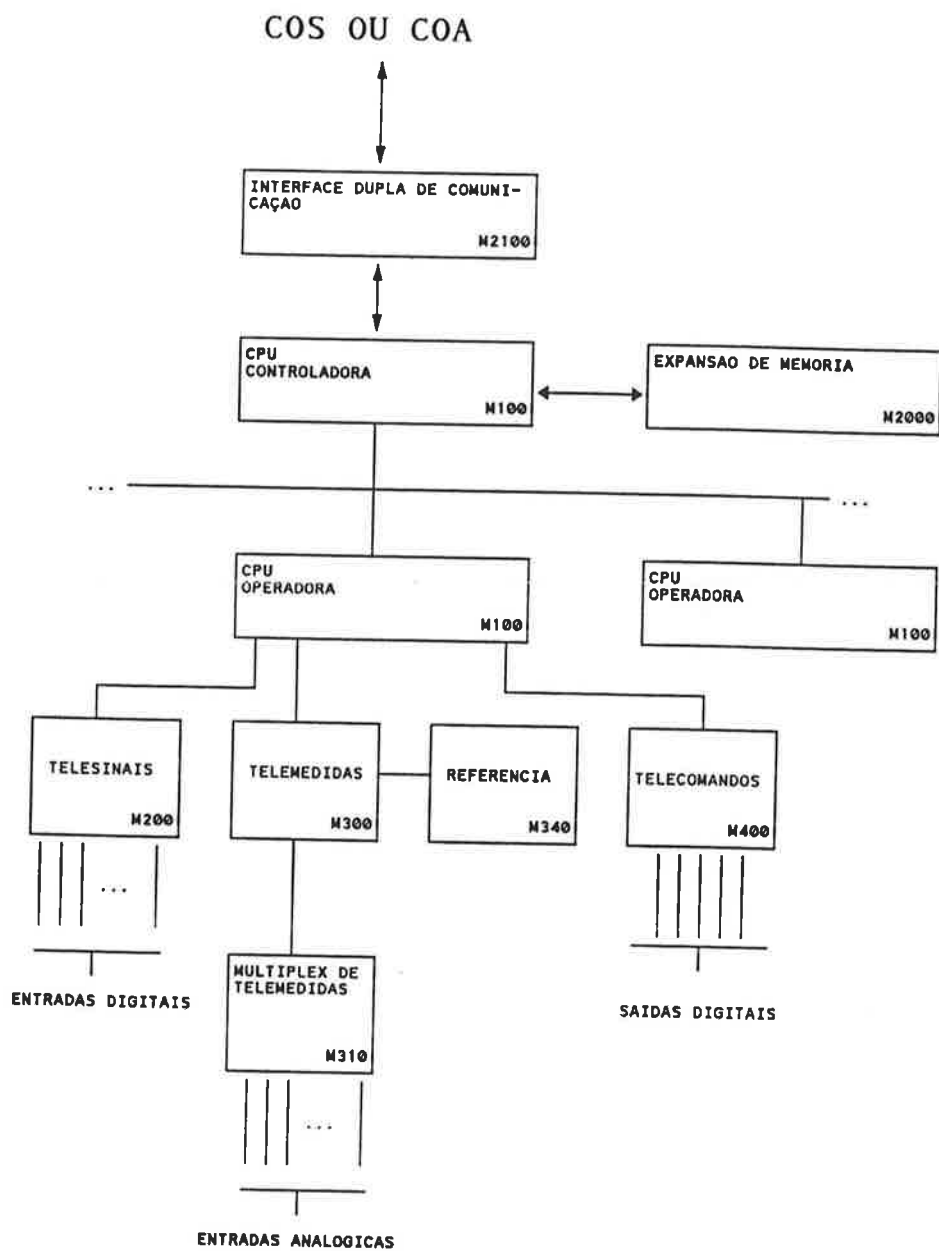 COS OU COA
INTERFACE DUPLA DE COMUNI-
CAÇAO
M2100
CPU
CONTROLADORA
M100
EXPANSAO DE MEMORIA
M2000
...
...
CPU
OPERADORA
M100
CPU
OPERADORA
M100
TELESINAIS
M200
TELEMEDIDAS
M300
REFERENCIA
M340
TELECOMANDOS
M400
...
ENTRADAS DIGITAIS
MULTIPLEX DE
TELEMEDIDAS
M310
SAIDAS DIGITAIS
...
ENTRADAS ANALOGICAS